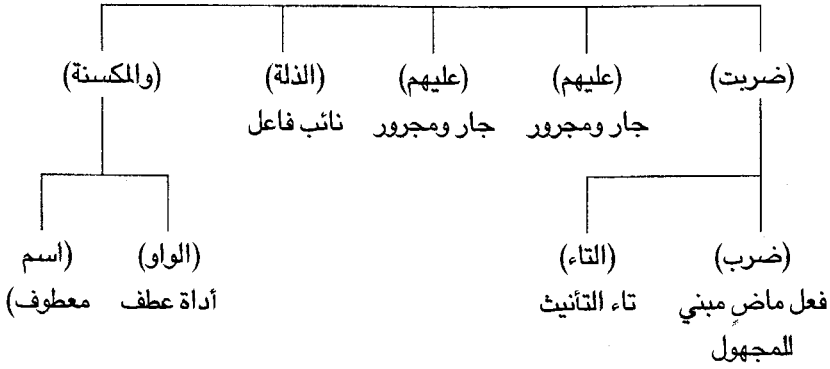 (ضربت) (عليهم) (عليهم) (الذلة) (والمكسنة)
جار ومجرور جار ومجرور نائب فاعل
(ضرب) (التاء) (الواو) (اسم
فعل ماضٍ مبني تاء التأنيث أداة عطف معطوف)
للمجهول